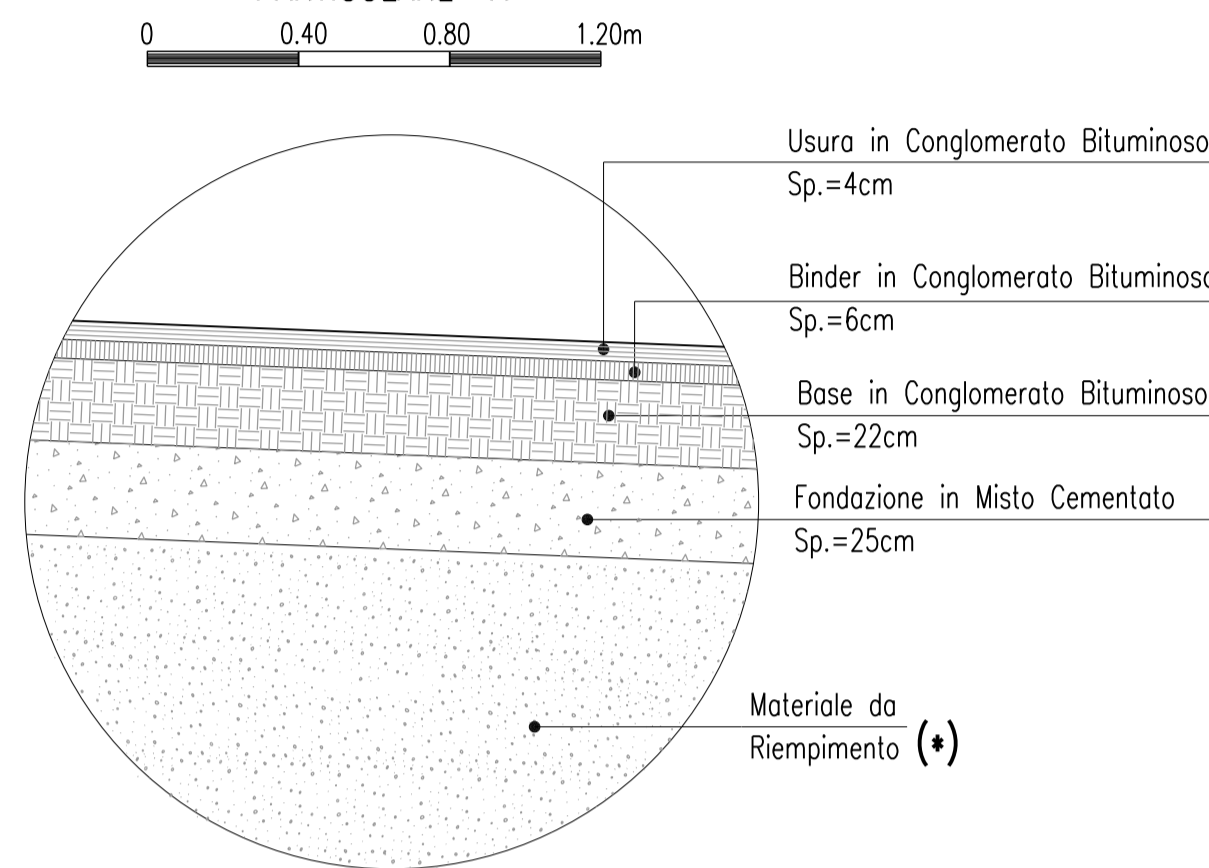 0 0.40 0.80 1.20m
Usura in Conglomerato Bituminoso
Sp.=4cm
Binder in Conglomerato Bituminoso
Sp.=6cm
Base in Conglomerato Bituminoso
Sp.=22cm
Fondazione in Misto Cementato
Sp.=25cm
Materiale da
Riempimento (*)